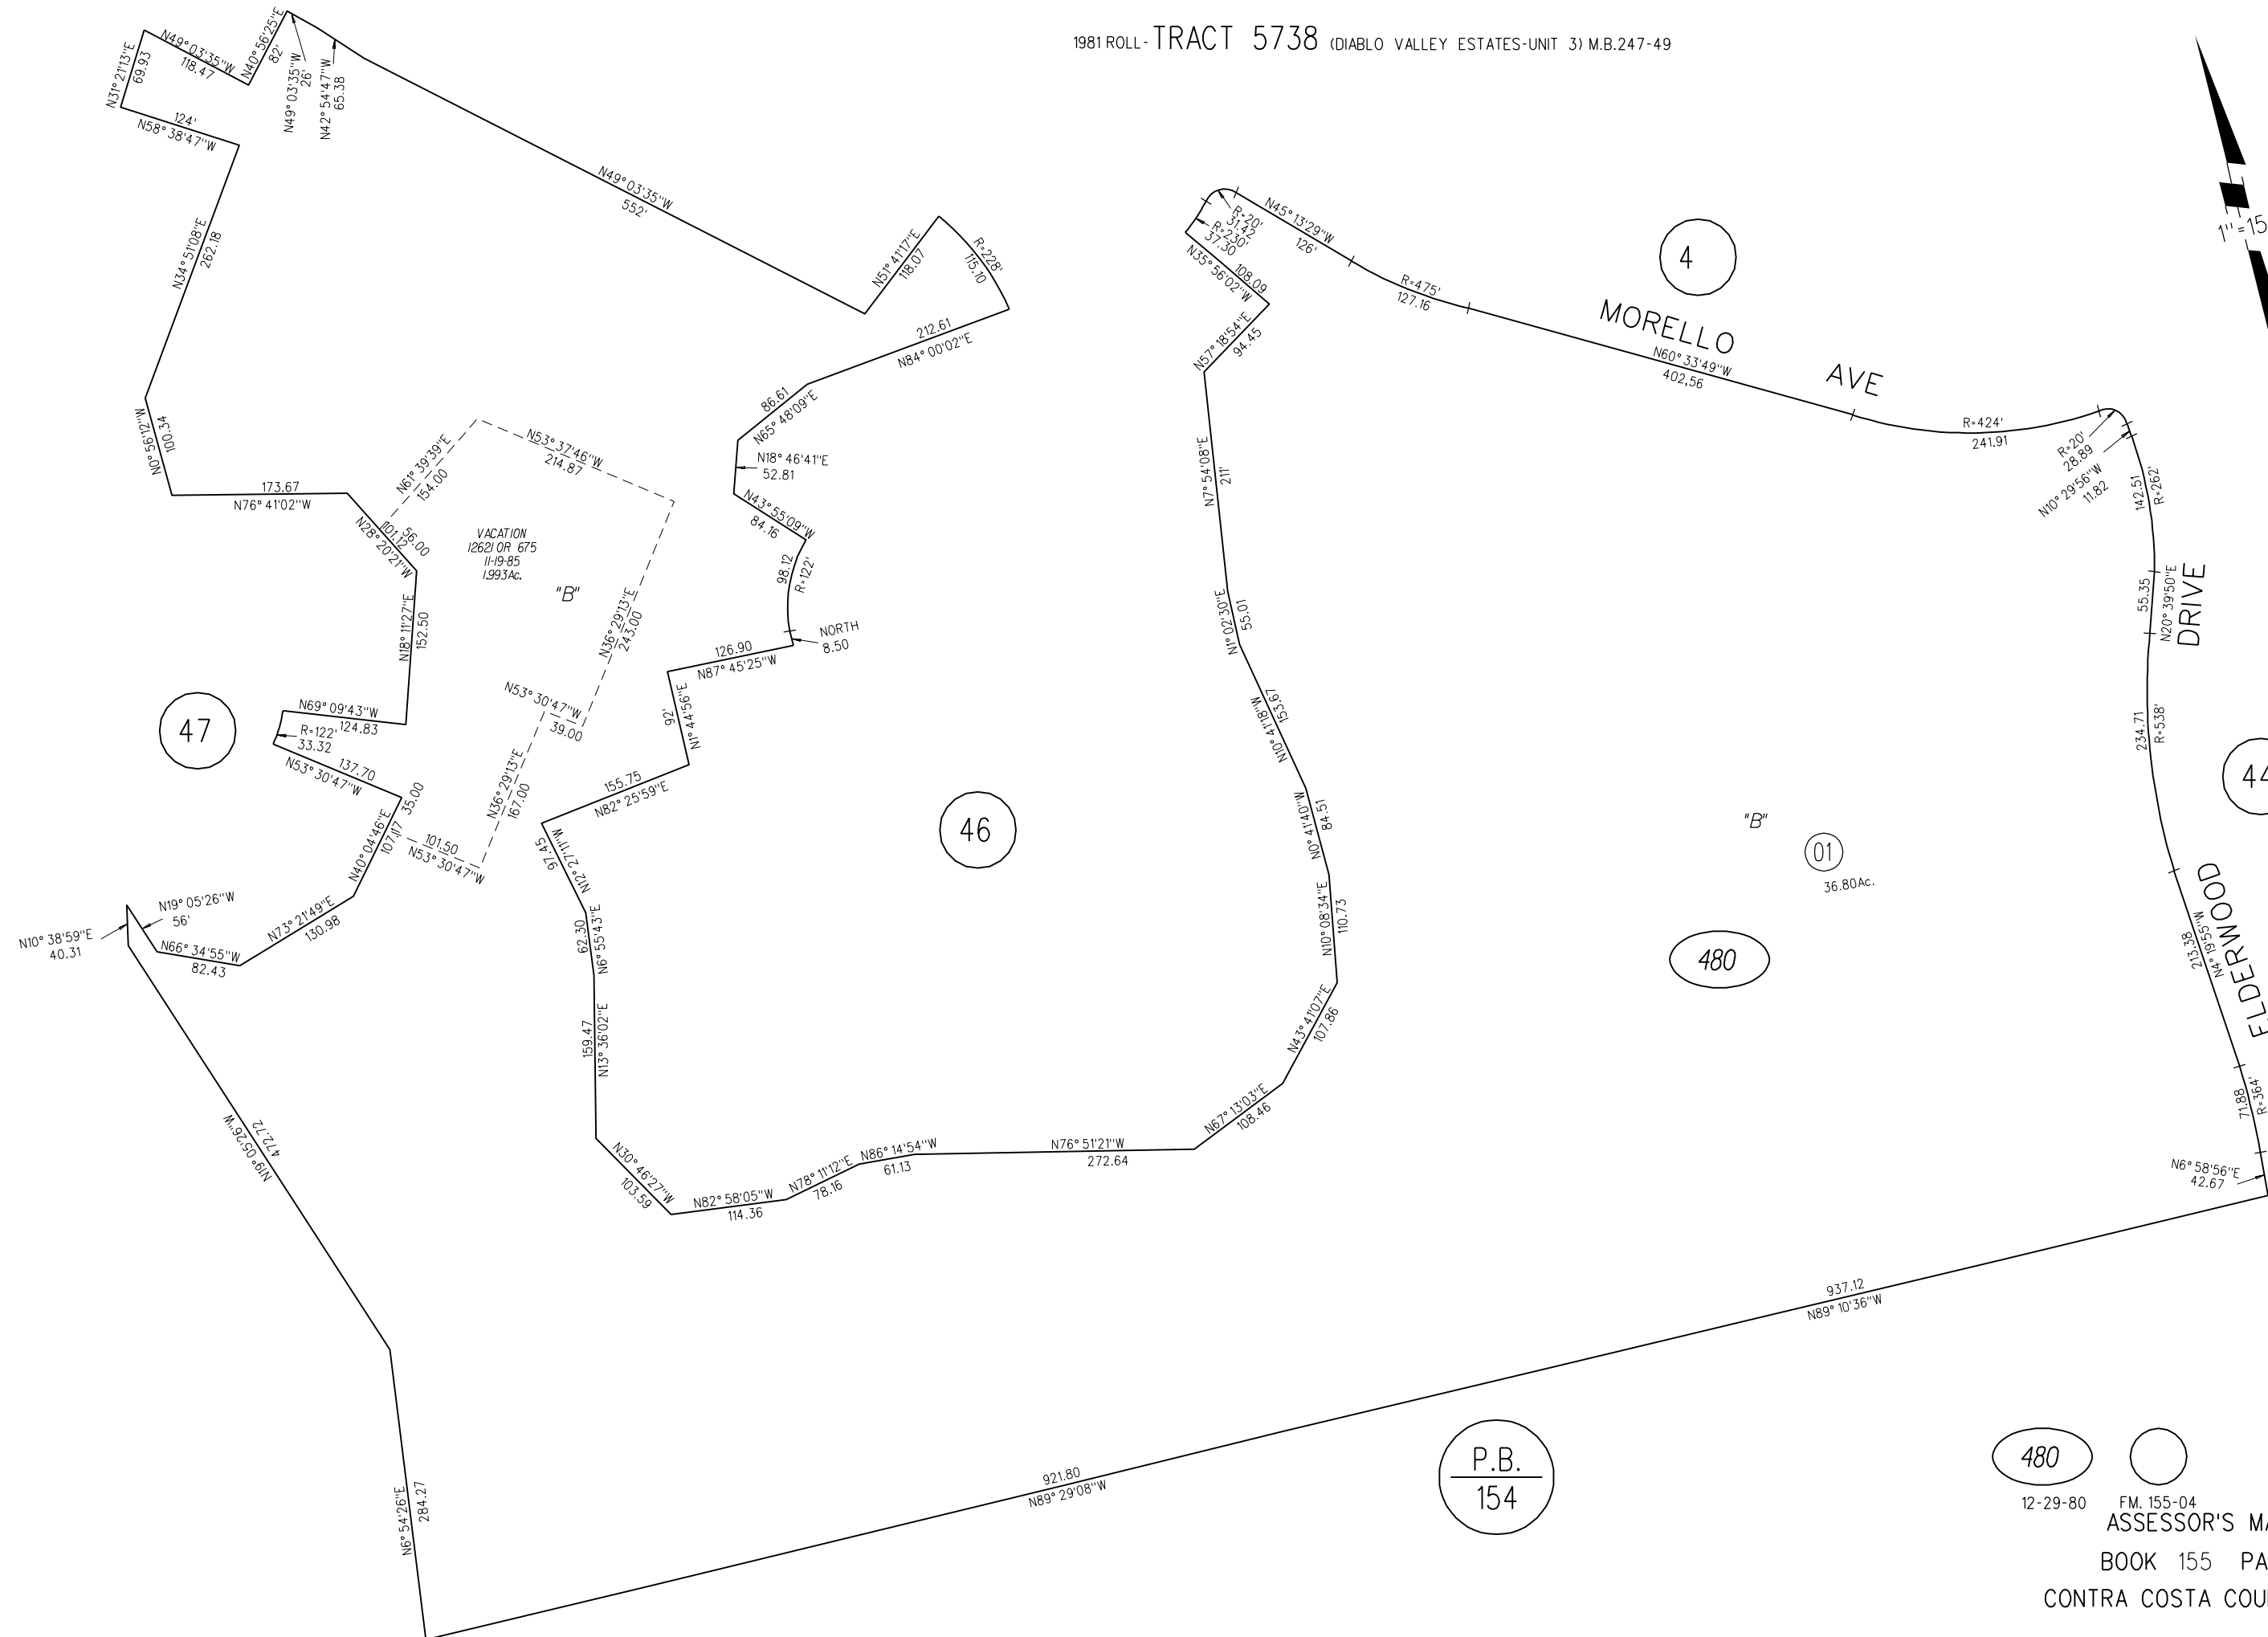 1981 ROLL- TRACT 5738 (DIABLO VALLEY ESTATES-UNIT 3) M.B.247-49
N31° 21'13"E
69.93
N49° 03'35"W
118.47
N40° 56'25"E
82'
N49° 03'35"W
26'
N42° 54'47"W
65.38
124'
N58° 38'47"W
N34° 51'08"E
262.18
N49° 03'35"W
552'
N51° 41'17"E
118.07
R=228'
115.10
212.61
N84° 00'02"E
86.61
N65° 48'09"E
N18° 46'41"E
52.81
N43° 55'09"W
84.16
98.12
R=122'
NORTH
8.50
126.90
N87° 45'25"W
92'
N1° 44'56"E
155.75
N82° 25'59"E
97.45
N12° 27'11"W
62.30
N6° 55'43"E
159.47
N13° 36'02"E
N30° 46'27"W
103.59
N82° 58'05"W
114.36
N78° 11'12"E
78.16
N86° 14'54"W
61.13
N76° 51'21"W
272.64
N67° 13'03"E
108.46
N43° 41'07"E
107.86
N10° 08'34"E
110.73
N0° 41'40"W
84.51
N10° 41'18"W
153.67
N1° 02'30"E
55.01
N7° 54'08"E
211'
N57° 18'54"E
94.45
108.09
N35° 56'02"W
R=20'
31.42
R=230'
37.30
N45° 13'29"W
126'
R=475'
127.16
4
MORELLO AVE
N60° 33'49"W
402.56
R=424'
241.91
R=20'
28.89
N10° 29'56"W
11.82
142.51
R=262'
55.35
N20° 39'50"E
DRIVE
234.71
R=538'
213.38
N4° 19'55"W
71.88
R=364'
N6° 58'56"E
42.67
1"=15
N0° 56'12"W
100.34
173.67
N76° 41'02"W
N61° 39'39"E
154.00
N53° 37'46"W
214.87
101.12
56.00
N28° 20'21"W
VACATION
12621 OR 675
11-19-85
1.993Ac.
"B"
N36° 29'13"E
243.00
N18° 11'27"E
152.50
N53° 30'47"W
39.00
N36° 29'13"E
167.00
47
N69° 09'43"W
124.83
R=122'
33.32
137.70
N53° 30'47"W
35.00
N40° 04'46"E
107.17
101.50
N53° 30'47"W
N73° 21'49"E
130.98
N19° 05'26"W
56'
N66° 34'55"W
82.43
N10° 38'59"E
40.31
472.72
N19° 05'26"W
N6° 54'26"E
284.27
46
"B"
01
36.80Ac.
480
937.12
N89° 10'36"W
921.80
N89° 29'08"W
P.B.
154
480
12-29-80
FM. 155-04
ASSESSOR'S MA
BOOK 155 PA
CONTRA COSTA COU